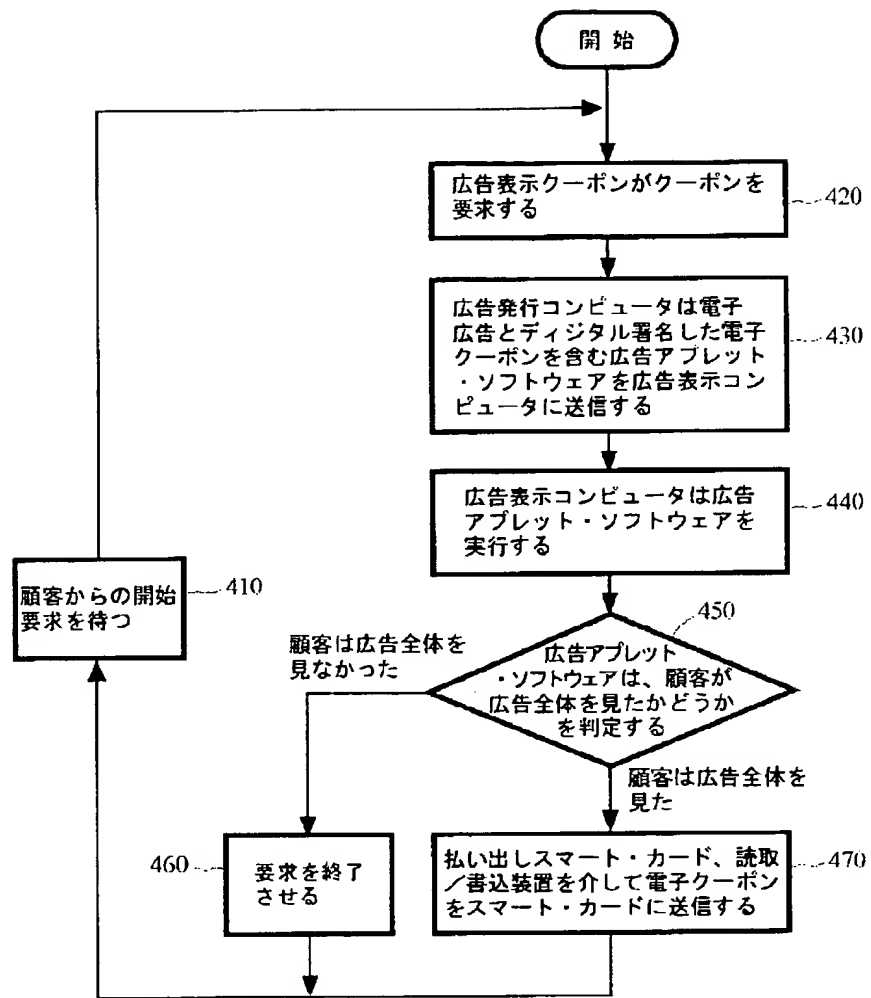 開始
広告表示クーポンがクーポンを
要求する
420
広告発行コンピュータは電子
広告とディジタル署名した電子
クーポンを含む広告アプレット
・ソフトウェアを広告表示コン
ピュータに送信する
430
広告表示コンピュータは広告
アプレット・ソフトウェアを
実行する
440
顧客からの開始
要求を待つ
410
450
広告アプレット
・ソフトウェアは、顧客が
広告全体を見たかどうか
を判定する
顧客は広告全体を
見なかった
顧客は広告全体を
見た
460
要求を終了
させる
払い出しスマート・カード、読取
／書込装置を介して電子クーポン
をスマート・カードに送信する
470